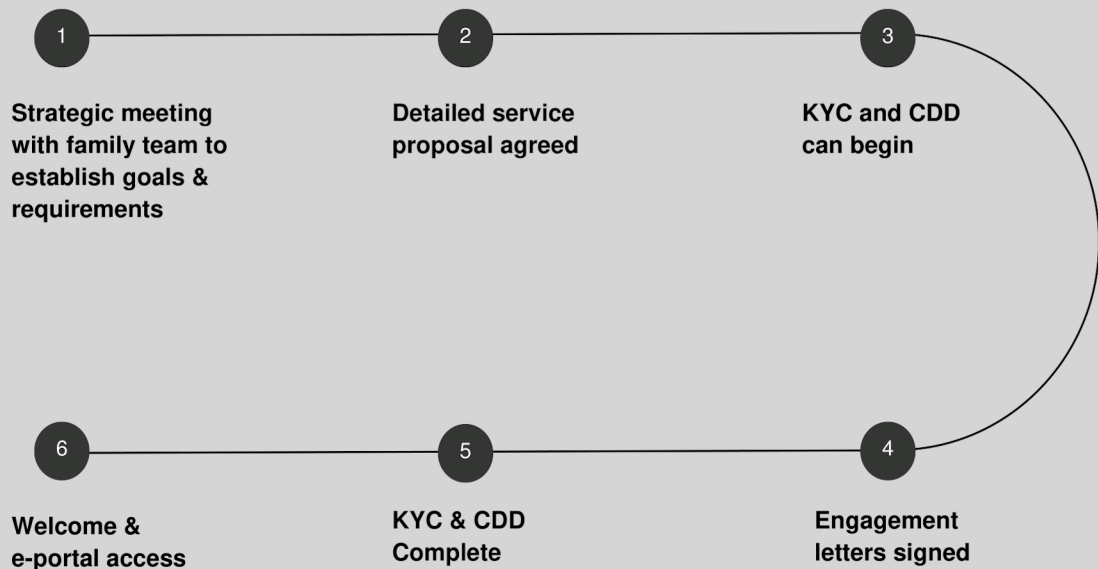 1
Strategic meeting
with family team to
establish goals &
requirements
2
Detailed service
proposal agreed
3
KYC and CDD
can begin
4
Engagement
letters signed
5
KYC & CDD
Complete
6
Welcome &
e-portal access